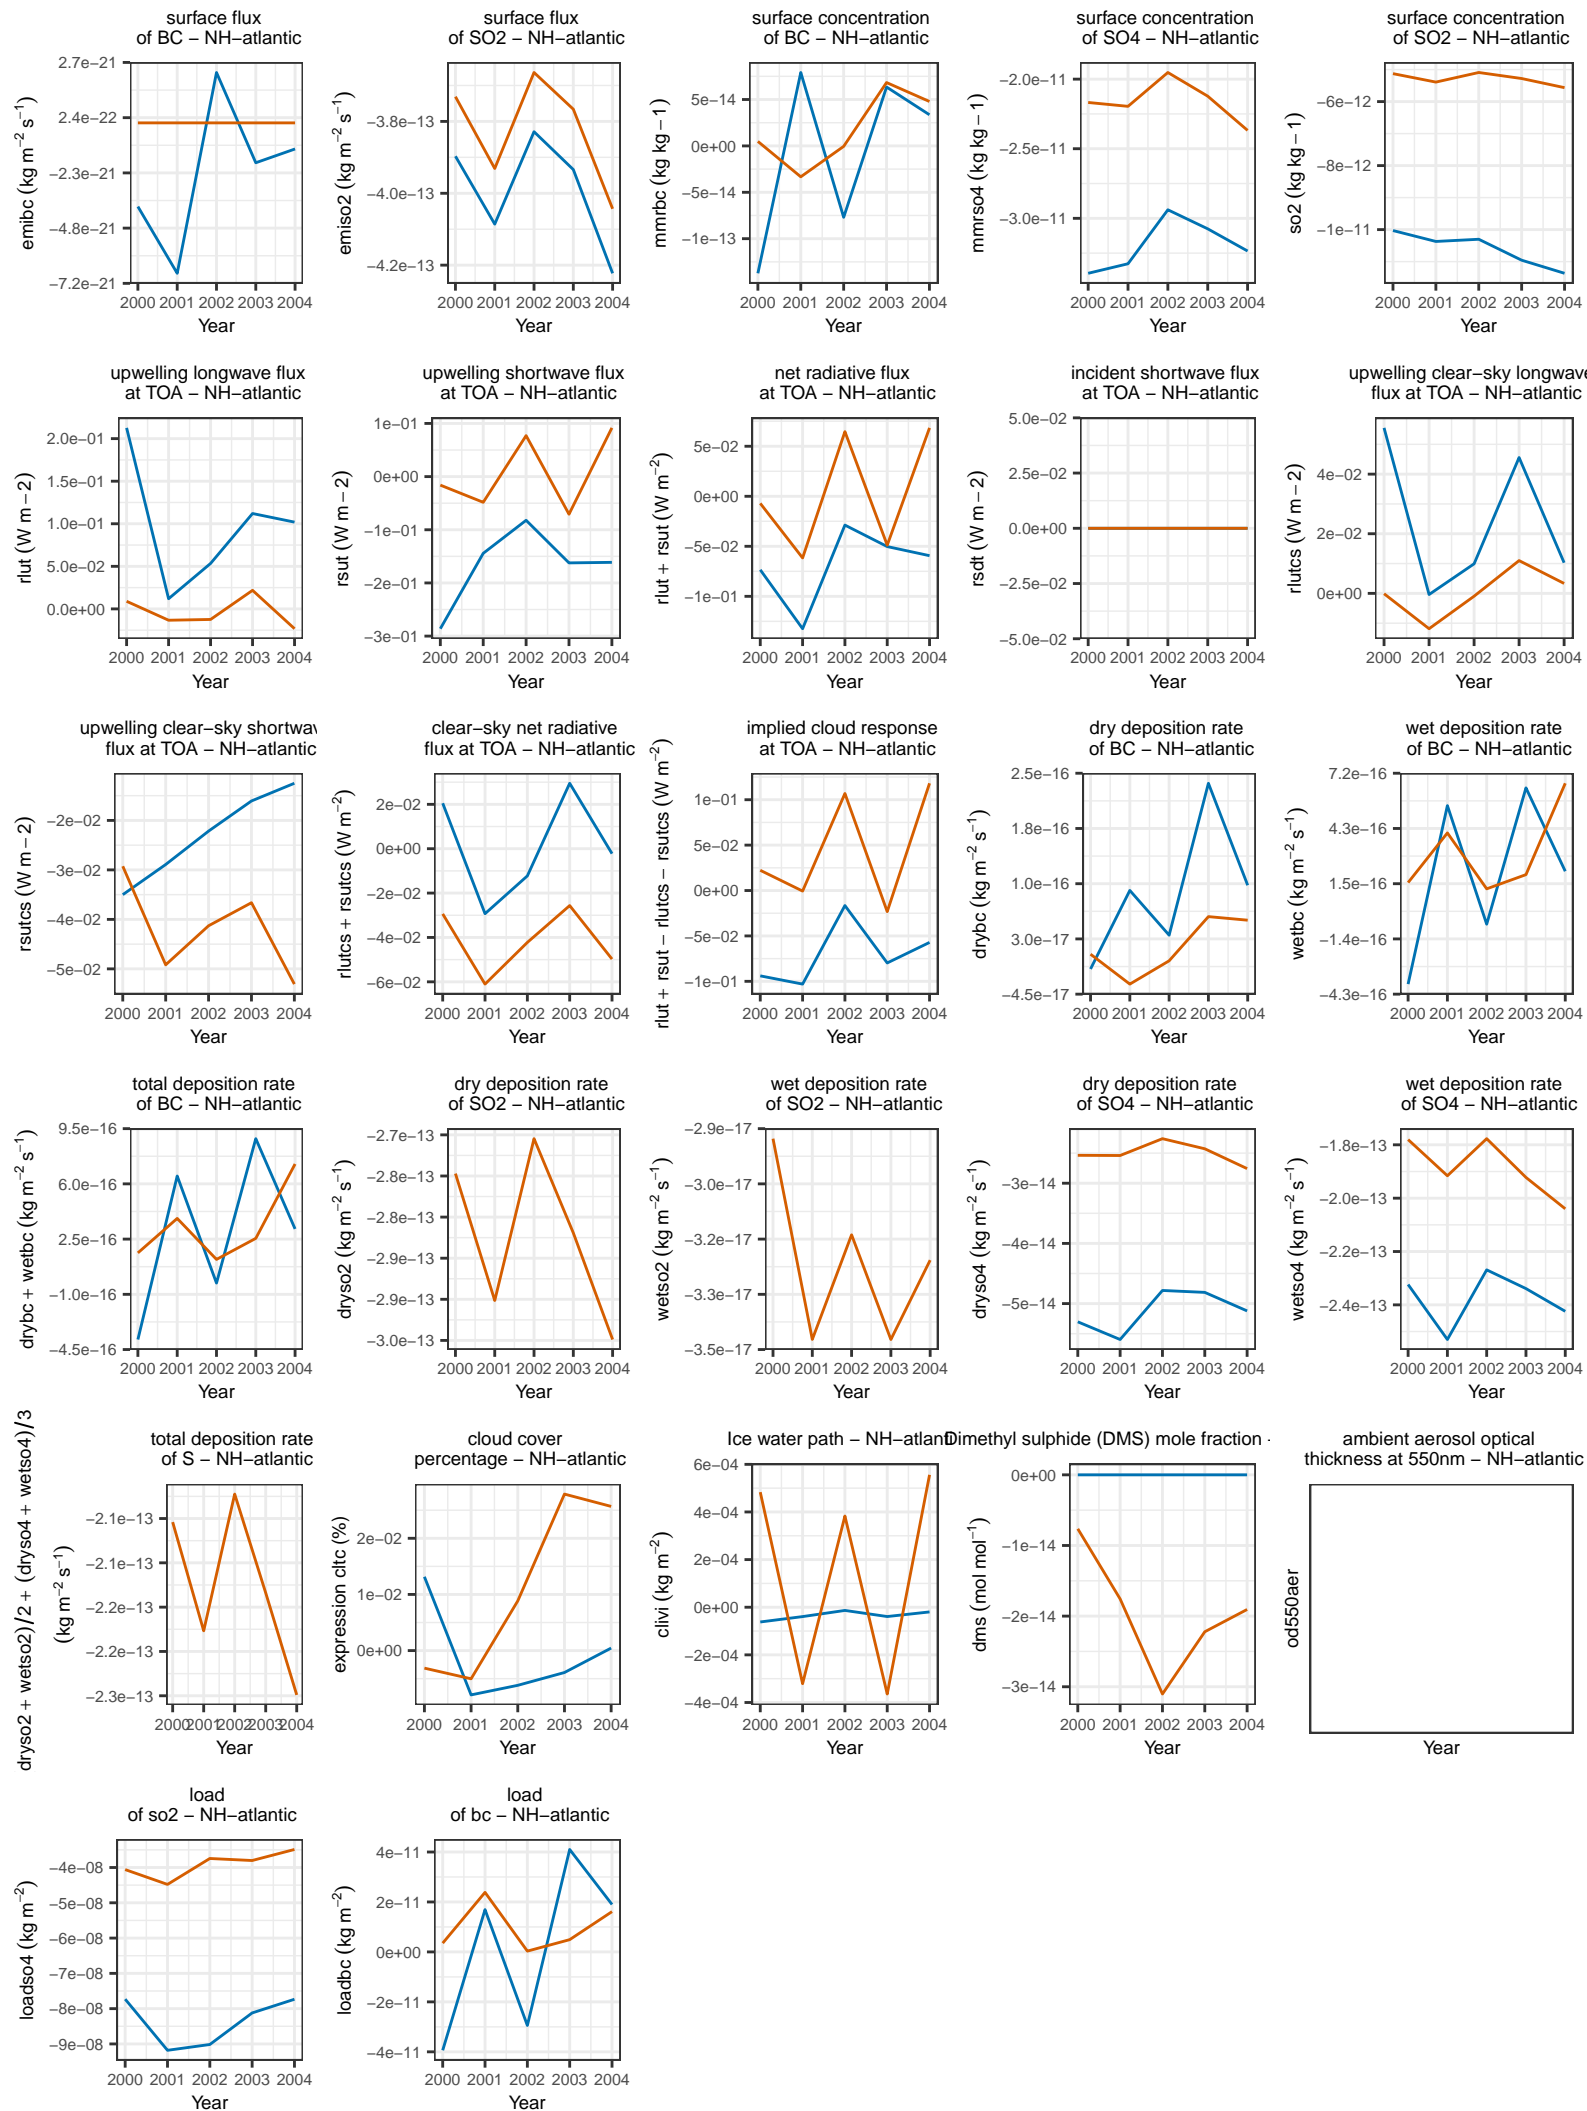 surface flux
of BC − NH−atlantic
emibc (kg m−2 s−1)
2.7e−21
2.4e−22
−2.3e−21
−4.8e−21
−7.2e−21
2000 2001 2002 2003 2004
Year
surface flux
of SO2 − NH−atlantic
emiso2 (kg m−2 s−1)
−3.8e−13
−4.0e−13
−4.2e−13
2000 2001 2002 2003 2004
Year
surface concentration
of BC − NH−atlantic
mmrbc (kg kg − 1)
5e−14
0e+00
−5e−14
−1e−13
2000 2001 2002 2003 2004
Year
surface concentration
of SO4 − NH−atlantic
mmrso4 (kg kg − 1)
−2.0e−11
−2.5e−11
−3.0e−11
2000 2001 2002 2003 2004
Year
surface concentration
of SO2 − NH−atlantic
so2 (kg kg − 1)
−6e−12
−8e−12
−1e−11
2000 2001 2002 2003 2004
Year
upwelling longwave flux
at TOA − NH−atlantic
rlut (W m − 2)
2.0e−01
1.5e−01
1.0e−01
5.0e−02
0.0e+00
2000 2001 2002 2003 2004
Year
upwelling shortwave flux
at TOA − NH−atlantic
rsut (W m − 2)
1e−01
0e+00
−1e−01
−2e−01
−3e−01
2000 2001 2002 2003 2004
Year
net radiative flux
at TOA − NH−atlantic
rlut + rsut (W m−2)
5e−02
0e+00
−5e−02
−1e−01
2000 2001 2002 2003 2004
Year
incident shortwave flux
at TOA − NH−atlantic
rsdt (W m − 2)
5.0e−02
2.5e−02
0.0e+00
−2.5e−02
−5.0e−02
2000 2001 2002 2003 2004
Year
upwelling clear−sky longwave
flux at TOA − NH−atlantic
rlutcs (W m − 2)
4e−02
2e−02
0e+00
2000 2001 2002 2003 2004
Year
upwelling clear−sky shortwav
flux at TOA − NH−atlantic
rsutcs (W m − 2)
−2e−02
−3e−02
−4e−02
−5e−02
2000 2001 2002 2003 2004
Year
clear−sky net radiative
flux at TOA − NH−atlantic
rlutcs + rsutcs (W m−2)
2e−02
0e+00
−2e−02
−4e−02
−6e−02
2000 2001 2002 2003 2004
Year
implied cloud response
at TOA − NH−atlantic
rlut + rsut − rlutcs − rsutcs (W m−2)
1e−01
5e−02
0e+00
−5e−02
−1e−01
2000 2001 2002 2003 2004
Year
dry deposition rate
of BC − NH−atlantic
drybc (kg m−2 s−1)
2.5e−16
1.8e−16
1.0e−16
3.0e−17
−4.5e−17
2000 2001 2002 2003 2004
Year
wet deposition rate
of BC − NH−atlantic
wetbc (kg m−2 s−1)
7.2e−16
4.3e−16
1.5e−16
−1.4e−16
−4.3e−16
2000 2001 2002 2003 2004
Year
total deposition rate
of BC − NH−atlantic
drybc + wetbc (kg m−2 s−1)
9.5e−16
6.0e−16
2.5e−16
−1.0e−16
−4.5e−16
2000 2001 2002 2003 2004
Year
dry deposition rate
of SO2 − NH−atlantic
dryso2 (kg m−2 s−1)
−2.7e−13
−2.8e−13
−2.8e−13
−2.9e−13
−2.9e−13
−3.0e−13
2000 2001 2002 2003 2004
Year
wet deposition rate
of SO2 − NH−atlantic
wetso2 (kg m−2 s−1)
−2.9e−17
−3.0e−17
−3.2e−17
−3.3e−17
−3.5e−17
2000 2001 2002 2003 2004
Year
dry deposition rate
of SO4 − NH−atlantic
dryso4 (kg m−2 s−1)
−3e−14
−4e−14
−5e−14
2000 2001 2002 2003 2004
Year
wet deposition rate
of SO4 − NH−atlantic
wetso4 (kg m−2 s−1)
−1.8e−13
−2.0e−13
−2.2e−13
−2.4e−13
2000 2001 2002 2003 2004
Year
total deposition rate
of S − NH−atlantic
dryso2 + wetso2)/2 + (dryso4 + wetso4)/3
(kg m−2 s−1)
−2.1e−13
−2.1e−13
−2.2e−13
−2.2e−13
−2.3e−13
2000 2001 2002 2003 2004
Year
cloud cover
percentage − NH−atlantic
expression cltc (%)
2e−02
1e−02
0e+00
2000 2001 2002 2003 2004
Year
Ice water path − NH−atlanti
clivi (kg m−2)
6e−04
4e−04
2e−04
0e+00
−2e−04
−4e−04
2000 2001 2002 2003 2004
Year
Dimethyl sulphide (DMS) mole fraction −
dms (mol mol−1)
0e+00
−1e−14
−2e−14
−3e−14
2000 2001 2002 2003 2004
Year
ambient aerosol optical
thickness at 550nm − NH−atlantic
od550aer
Year
load
of so2 − NH−atlantic
loadso4 (kg m−2)
−4e−08
−5e−08
−6e−08
−7e−08
−8e−08
−9e−08
2000 2001 2002 2003 2004
Year
load
of bc − NH−atlantic
loadbc (kg m−2)
4e−11
2e−11
0e+00
−2e−11
−4e−11
2000 2001 2002 2003 2004
Year